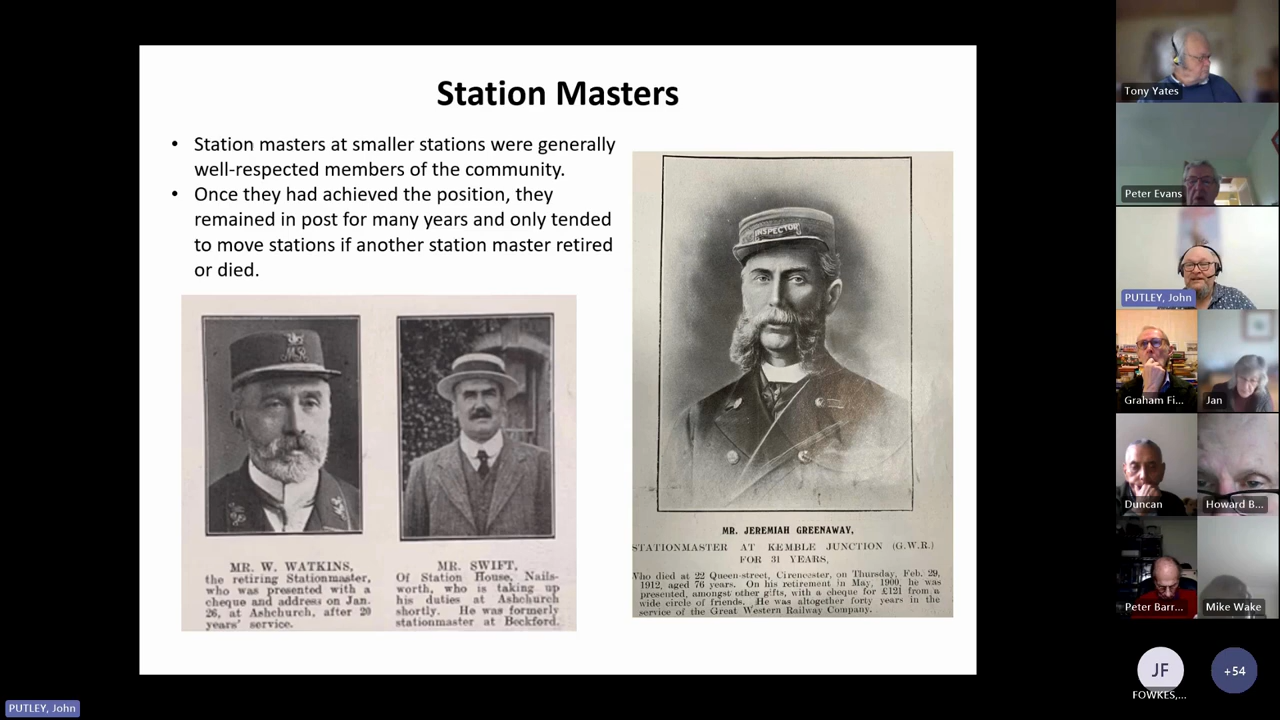 Station Masters
• Station masters at smaller stations were generally
well-respected members of the community.
• Once they had achieved the position, they
remained in post for many years and only tended
to move stations if another station master retired
or died.
MR
MR. W. WATKINS,
the retiring Stationmaster,
who was presented with a
cheque and address on Jan.
26, at Ashchurch, after 20
years' service.
MR. SWIFT,
Of Station House, Nails-
worth, who is taking up
his duties at Ashchurch
shortly. He was formerly
stationmaster at Beckford.
INSPECTOR
MR. JEREMIAH GREENAWAY,
STATIONMASTER AT KEMBLE JUNCTION (G.W.R.)
FOR 31 YEARS,
Who died at 22 Queen-street, Cirencester, on Thursday, Feb. 29,
1912, aged 76 years. On his retirement in May, 1900, he was
presented, amongst other gifts, with a cheque for £121 from a
wide circle of friends. He was altogether forty years in the
service of the Great Western Railway Company.
Tony Yates
Peter Evans
PUTLEY, John
Graham Fi...
Jan
Duncan
Howard B...
Peter Barr...
Mike Wake
JF
FOWKES,...
+54
PUTLEY, John